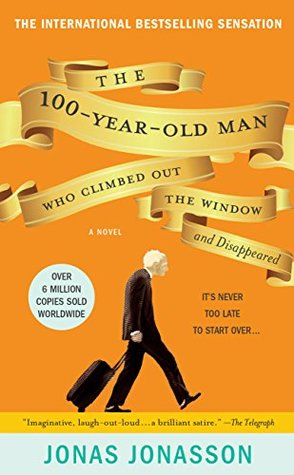 THE INTERNATIONAL BESTSELLING SENSATION
THE
100-YEAR-OLD MAN
WHO CLIMBED OUT
THE WINDOW
and Disappeared
A NOVEL
OVER
6 MILLION
COPIES SOLD
WORLDWIDE
IT'S NEVER
TOO LATE
TO START OVER...
"Imaginative, laugh-out-loud...a brilliant satire." —The Telegraph
JONAS JONASSON